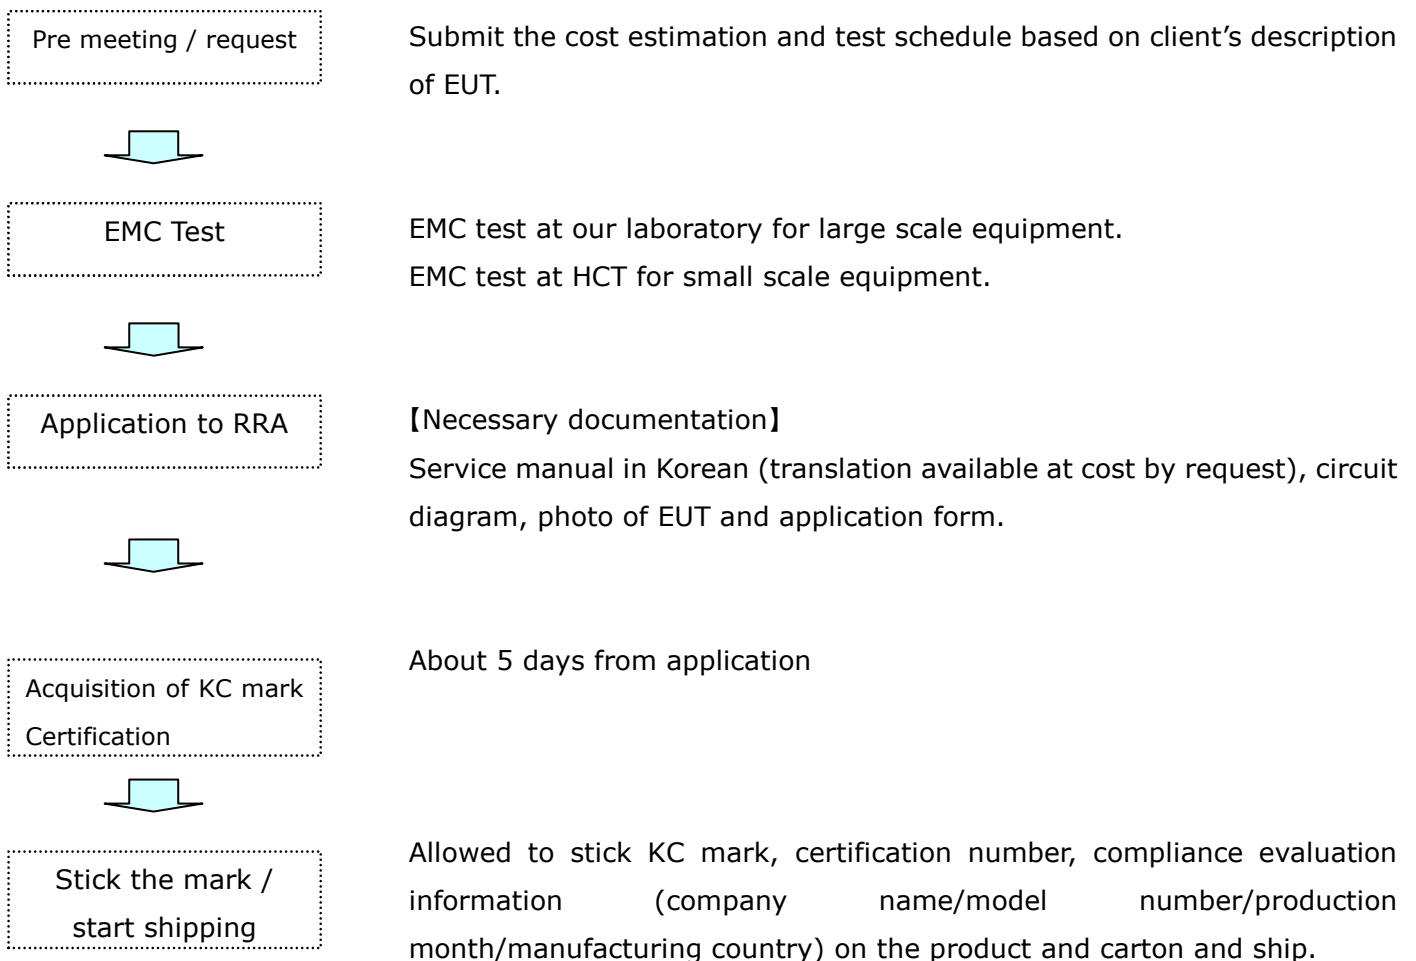 Pre meeting / request
Submit the cost estimation and test schedule based on client’s description
of EUT.
EMC Test
EMC test at our laboratory for large scale equipment.
EMC test at HCT for small scale equipment.
Application to RRA
【Necessary documentation】
Service manual in Korean (translation available at cost by request), circuit
diagram, photo of EUT and application form.
Acquisition of KC mark
Certification
About 5 days from application
Stick the mark /
start shipping
Allowed to stick KC mark, certification number, compliance evaluation
information (company name/model number/production
month/manufacturing country) on the product and carton and ship.